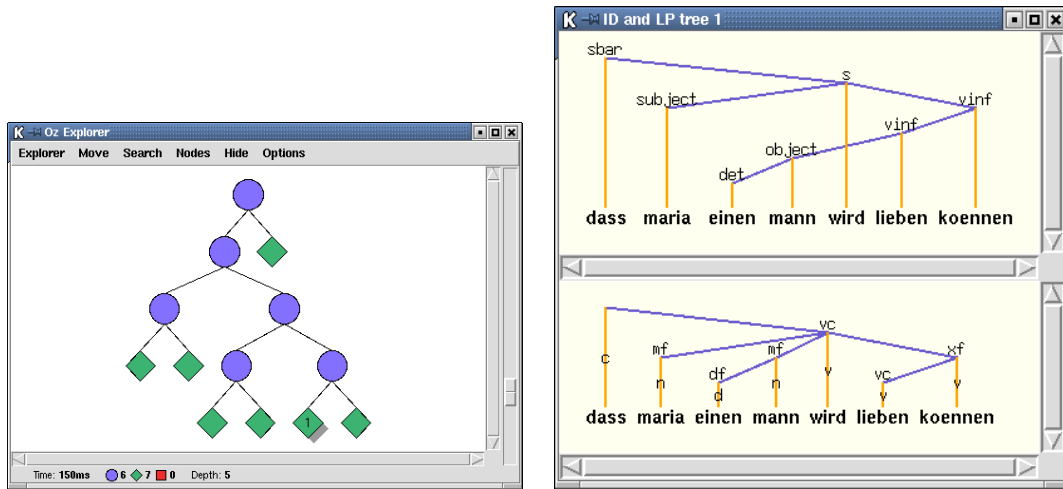 Oz Explorer
Explorer Move Search Nodes Hide Options
1
Time: 150ms 6 7 0 Depth: 5
ID and LP tree 1
sbar
s
subject vinf
vinf
object
det
dass maria einen mann wird lieben koennen
vc
mf mf xf
c
df vc
n n v v
d v
dass maria einen mann wird lieben koennen